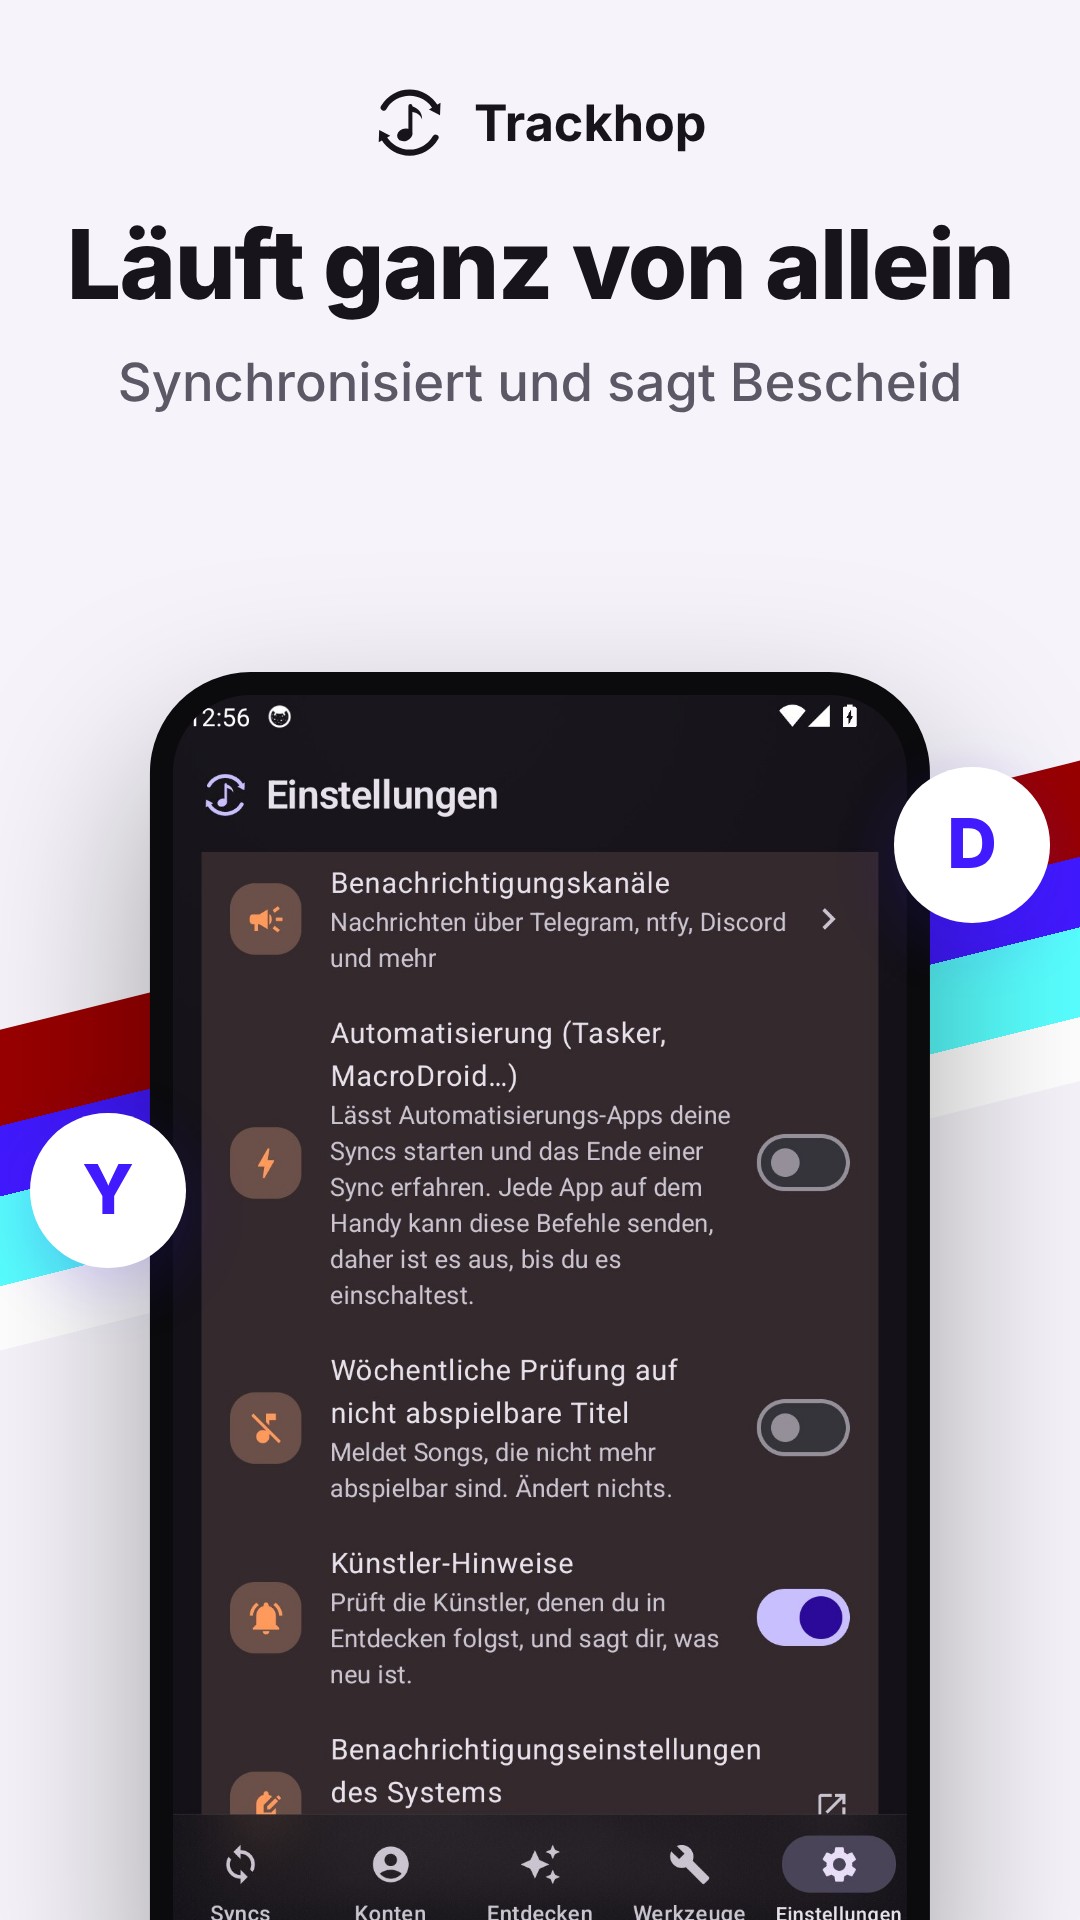 Trackhop
Läuft ganz von allein
Synchronisiert und sagt Bescheid
12:56
Einstellungen
D
Benachrichtigungskanäle
Nachrichten über Telegram, ntfy, Discord
und mehr
Automatisierung (Tasker,
MacroDroid…)
Lässt Automatisierungs-Apps deine
Syncs starten und das Ende einer
Sync erfahren. Jede App auf dem
Handy kann diese Befehle senden,
daher ist es aus, bis du es
einschaltest.
Y
Wöchentliche Prüfung auf
nicht abspielbare Titel
Meldet Songs, die nicht mehr
abspielbar sind. Ändert nichts.
Künstler-Hinweise
Prüft die Künstler, denen du in
Entdecken folgst, und sagt dir, was
neu ist.
Benachrichtigungseinstellungen
des Systems
Syncs Konten Entdecken Werkzeuge Einstellungen